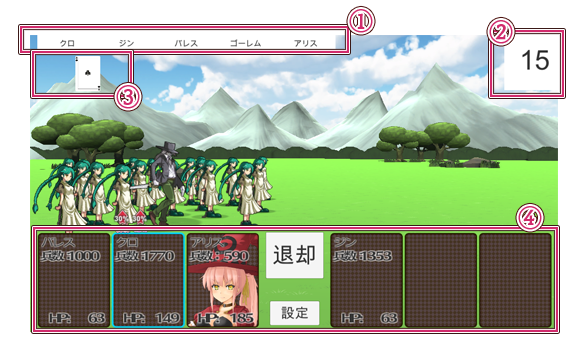 ①
クロ ジン パレス ゴーレム アリス
②
15
③
④
パレス
兵数:1000
HP: 63
クロ
兵数:1770
HP: 149
アリス
兵数:590
HP: 185
退却
設定
ジン
兵数:1353
HP: 63
30% 30%